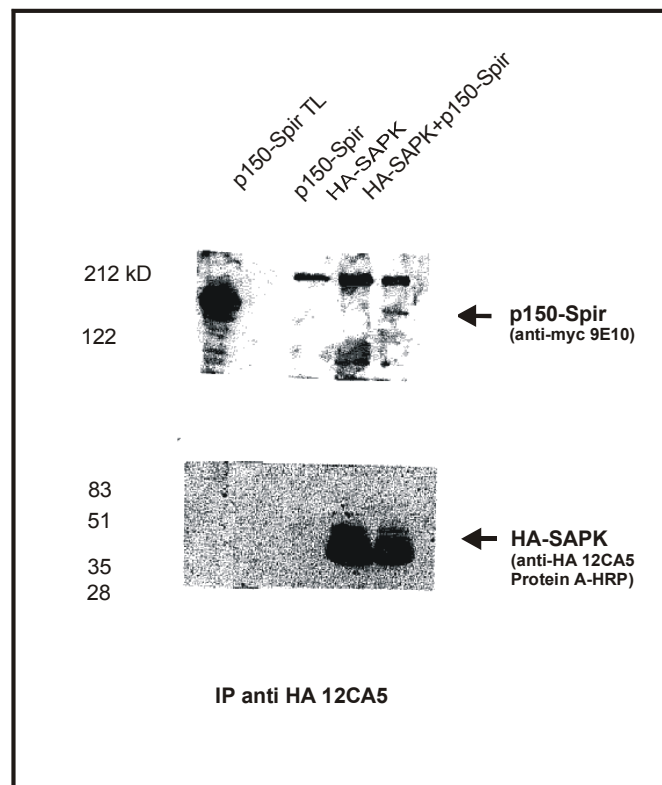 p150-Spir TL
p150-Spir
HA-SAPK
HA-SAPK+p150-Spir
212 kD
122
p150-Spir
(anti-myc 9E10)
83
51
35
28
HA-SAPK
(anti-HA 12CA5
Protein A-HRP)
IP anti HA 12CA5